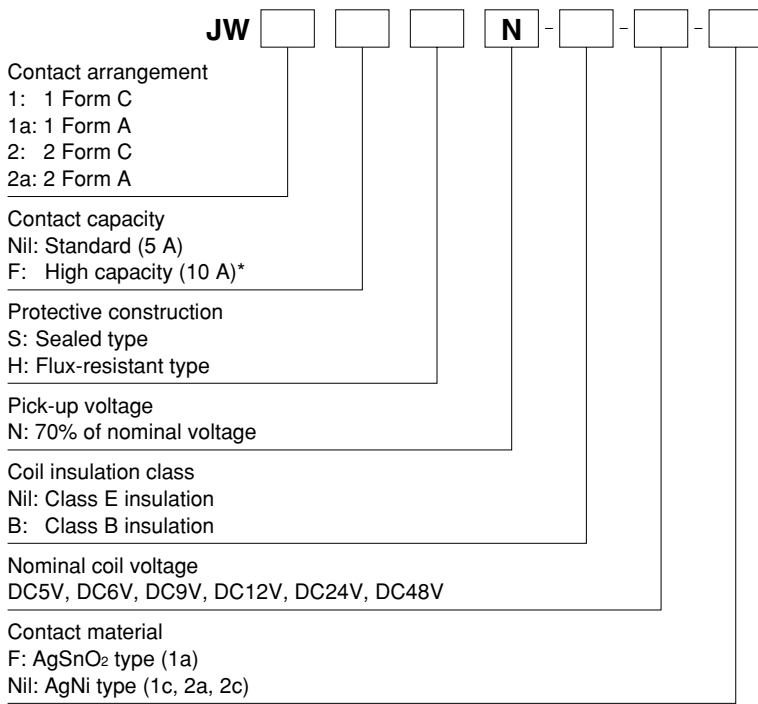 JW N - - -
Contact arrangement
1: 1 Form C
1a: 1 Form A
2: 2 Form C
2a: 2 Form A
Contact capacity
Nil: Standard (5 A)
F: High capacity (10 A)*
Protective construction
S: Sealed type
H: Flux-resistant type
Pick-up voltage
N: 70% of nominal voltage
Coil insulation class
Nil: Class E insulation
B: Class B insulation
Nominal coil voltage
DC5V, DC6V, DC9V, DC12V, DC24V, DC48V
Contact material
F: AgSnO₂ type (1a)
Nil: AgNi type (1c, 2a, 2c)